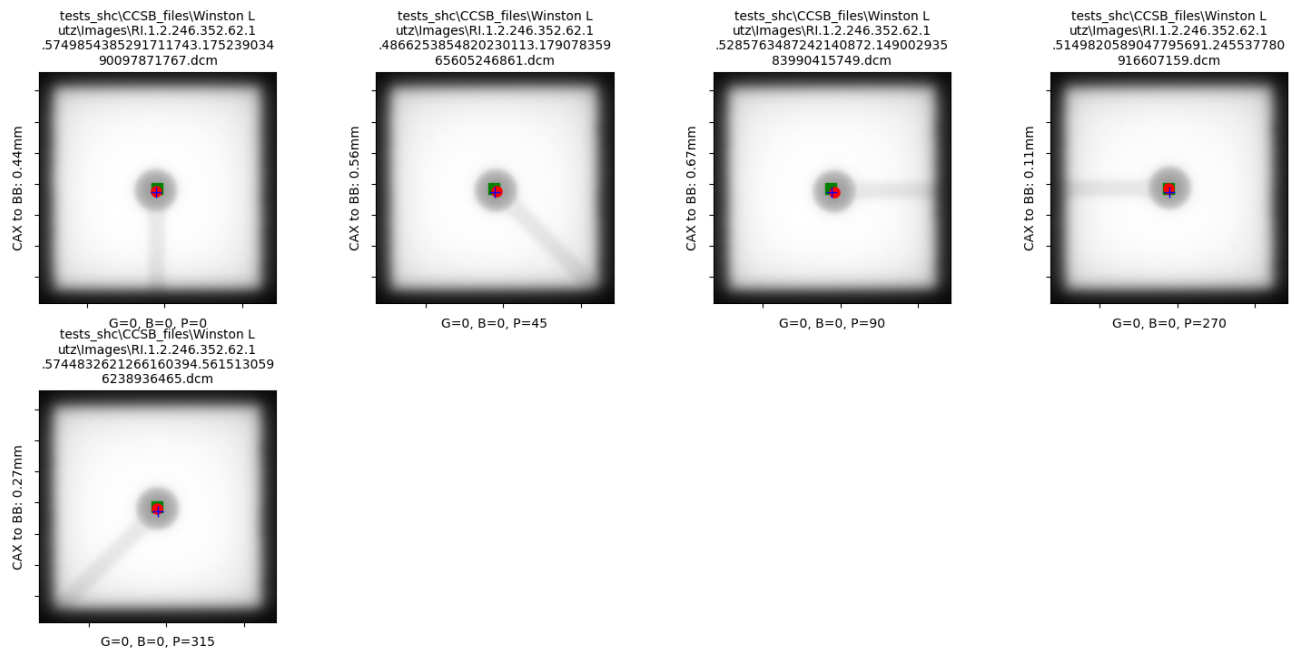 tests_shc\CCSB_files\Winston L
utz\Images\RI.1.2.246.352.62.1
.5749854385291711743.175239034
90097871767.dcm
CAX to BB: 0.44mm
G=0, B=0, P=0
tests_shc\CCSB_files\Winston L
utz\Images\RI.1.2.246.352.62.1
.4866253854820230113.179078359
65605246861.dcm
CAX to BB: 0.56mm
G=0, B=0, P=45
tests_shc\CCSB_files\Winston L
utz\Images\RI.1.2.246.352.62.1
.5285763487242140872.149002935
83990415749.dcm
CAX to BB: 0.67mm
G=0, B=0, P=90
tests_shc\CCSB_files\Winston L
utz\Images\RI.1.2.246.352.62.1
.5149820589047795691.245537780
916607159.dcm
CAX to BB: 0.11mm
G=0, B=0, P=270
tests_shc\CCSB_files\Winston L
utz\Images\RI.1.2.246.352.62.1
.5744832621266160394.561513059
6238936465.dcm
CAX to BB: 0.27mm
G=0, B=0, P=315